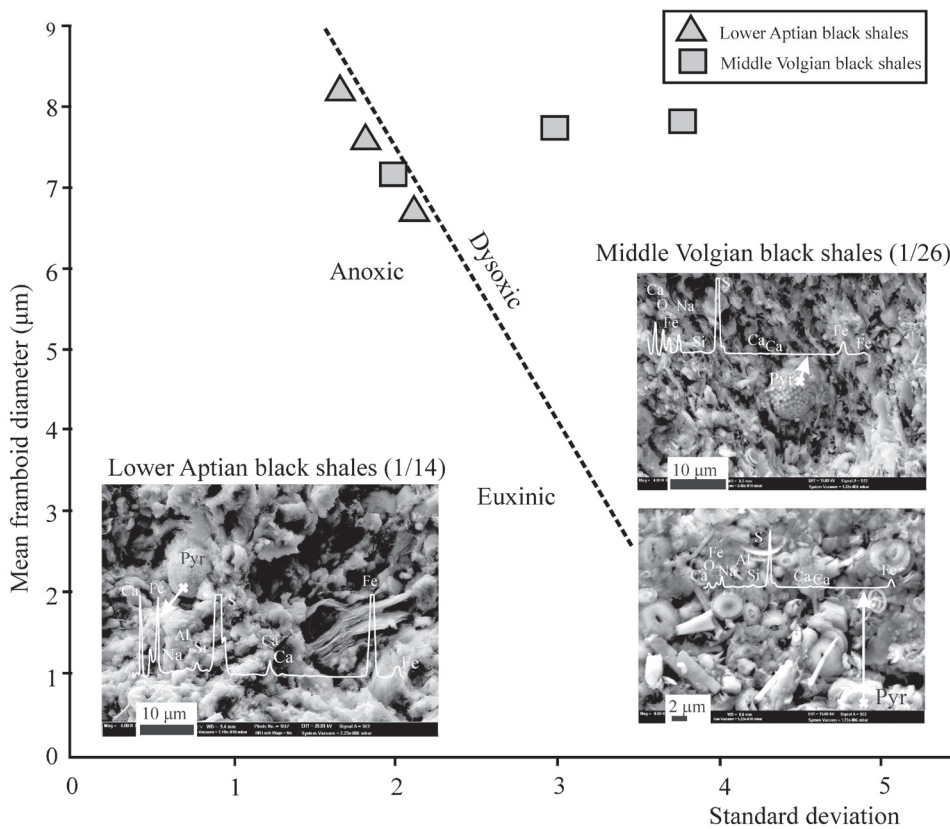 9
8
7
6
5
4
3
2
1
0
Mean framboid diameter (μm)
Lower Aptian black shales
Middle Volgian black shales
Anoxic
Dysoxic
Euxinic
Middle Volgian black shales (1/26)
Ca
O
Na
Fe
Si
S
Ca
Ca
Fe
Fe
Pyr
10 μm
Lower Aptian black shales (1/14)
Pyr
Ca
Fe
Na
Al
Si
S
Ca
Ca
Fe
Fe
10 μm
Fe
O
Ca
Na
Al
Si
S
Ca
Ca
Fe
Pyr
2 μm
0
1
2
3
4
5
Standard deviation